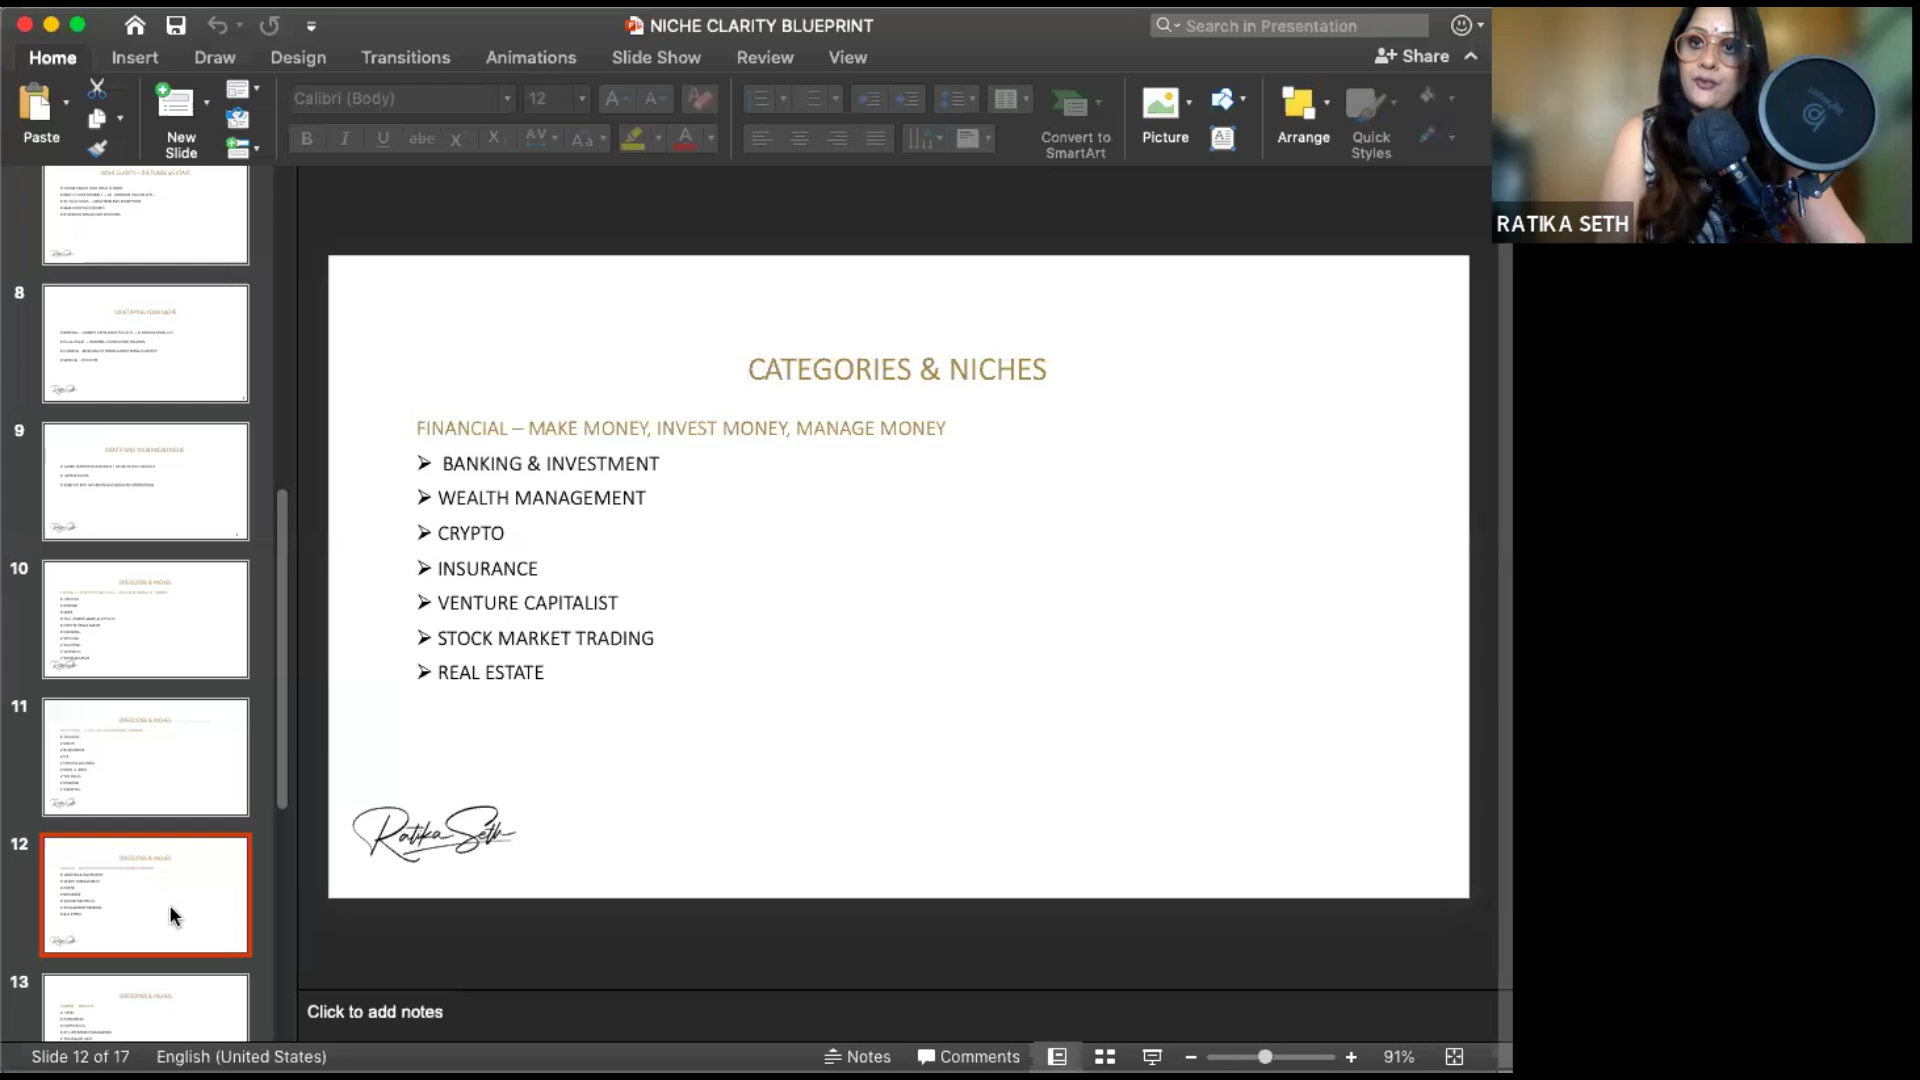 NICHE CLARITY BLUEPRINT
Search in Presentation
Home Insert Draw Design Transitions Animations Slide Show Review View
Share
Paste
New Slide
Calibri (Body) 12
Convert to SmartArt
Picture
Arrange
Quick Styles
RATIKA SETH
8
9
10
11
12
13
CATEGORIES & NICHES
FINANCIAL – MAKE MONEY, INVEST MONEY, MANAGE MONEY
➢ BANKING & INVESTMENT
➢ WEALTH MANAGEMENT
➢ CRYPTO
➢ INSURANCE
➢ VENTURE CAPITALIST
➢ STOCK MARKET TRADING
➢ REAL ESTATE
Ratika Seth
Click to add notes
Slide 12 of 17 English (United States) Notes Comments 91%